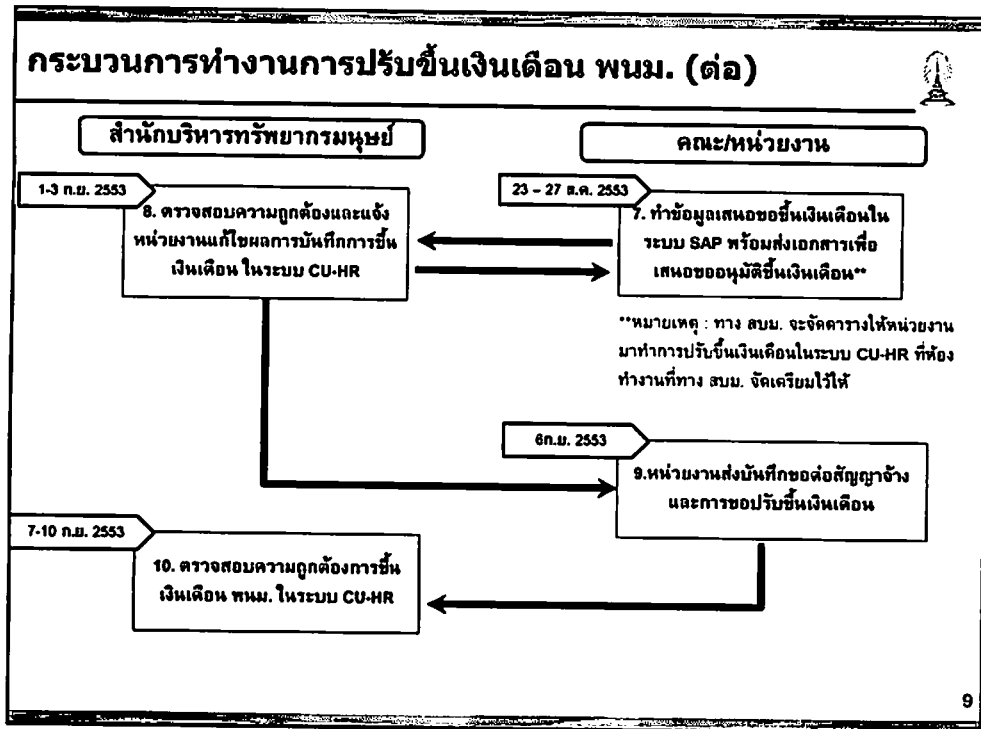 กระบวนการทำงานการปรับขึ้นเงินเดือน พนม. (ต่อ)
สำนักบริหารทรัพยากรมนุษย์
คณะ/หน่วยงาน
1-3 ก.ย. 2553
8. ตรวจสอบความถูกต้องและแจ้ง
หน่วยงานแก้ไขผลการบันทึกการขึ้น
เงินเดือน ในระบบ CU-HR
23 – 27 ส.ค. 2553
7. ทำข้อมูลเสนอขอขึ้นเงินเดือนใน
ระบบ SAP พร้อมส่งเอกสารเพื่อ
เสนอขออนุมัติขึ้นเงินเดือน**
**หมายเหตุ : ทาง สบม. จะจัดตารางให้หน่วยงาน
มาทำการปรับขึ้นเงินเดือนในระบบ CU-HR ที่ห้อง
ทำงานที่ทาง สบม. จัดเตรียมไว้ให้
6ก.ย. 2553
9.หน่วยงานส่งบันทึกขอต่อสัญญาจ้าง
และการขอปรับขึ้นเงินเดือน
7-10 ก.ย. 2553
10. ตรวจสอบความถูกต้องการขึ้น
เงินเดือน พนม. ในระบบ CU-HR
9